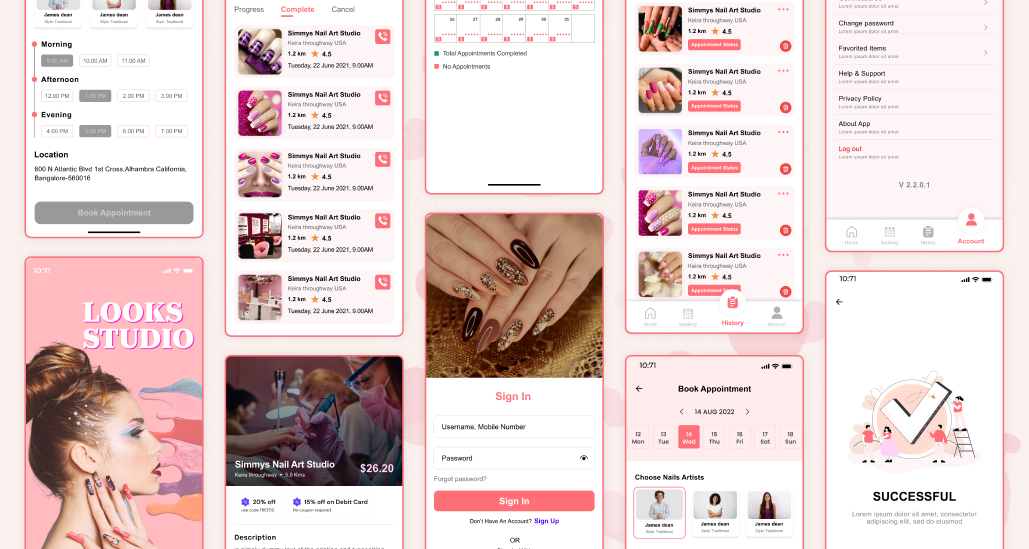 James dean
Style: Traditional
James dean
Style: Traditional
James dean
Style: Traditional
Morning
9.00 AM
10.00 AM
11.00 AM
Afternoon
12.00 PM
1.00 PM
2.00 PM
3.00 PM
Evening
4.00 PM
5.00 PM
6.00 PM
7.00 PM
Location
600 N Atlantic Blvd 1st Cross,Alhambra California,
Bangalore-560016
Book Appointment
10:71
LOOKS
STUDIO
Progress
Complete
Cancel
Simmys Nail Art Studio
Keira throughway USA
1.2 km ★ 4.5
Tuesday, 22 June 2021, 9.00AM
Simmys Nail Art Studio
Keira throughway USA
1.2 km ★ 4.5
Tuesday, 22 June 2021, 9.00AM
Simmys Nail Art Studio
Keira throughway USA
1.2 km ★ 4.5
Tuesday, 22 June 2021, 9.00AM
Simmys Nail Art Studio
Keira throughway USA
1.2 km ★ 4.5
Tuesday, 22 June 2021, 9.00AM
Simmys Nail Art Studio
Keira throughway USA
1.2 km ★ 4.5
Tuesday, 22 June 2021, 9.00AM
Simmys Nail Art Studio
$26.20
Keira throughway • 5.0 Kms
20% off
use code FREE50
15% off on Debit Card
No coupon required
Description
26 27 28 29 30 31
Total Appointments Completed
No Appointments
Sign In
Username, Mobile Number
Password
Forgot password?
Sign In
Don't Have An Account? Sign Up
OR
Simmys Nail Art Studio
Keira throughway USA
1.2 km ★ 4.5
Appointment Status
Simmys Nail Art Studio
Keira throughway USA
1.2 km ★ 4.5
Appointment Status
Simmys Nail Art Studio
Keira throughway USA
1.2 km ★ 4.5
Appointment Status
Simmys Nail Art Studio
Keira throughway USA
1.2 km ★ 4.5
Appointment Status
Simmys Nail Art Studio
Keira throughway USA
1.2 km ★ 4.5
Appointment
Home
booking
History
Account
10:71
Book Appointment
14 AUG 2022
12 13 14 15 16 17 18
Mon Tue Wed Thu Fri Sat Sun
Choose Nails Artists
James dean
Style: Traditional
James dean
Style: Traditional
James dean
Style: Traditional
Lorem ipsum dolor sit amet
Change password
Lorem ipsum dolor sit amet
Favorited Items
Lorem ipsum dolor sit amet
Help & Support
Lorem ipsum dolor sit amet
Privacy Policy
Lorem ipsum dolor sit amet
About App
Lorem ipsum dolor sit amet
Log out
Lorem ipsum dolor sit amet
V 2.2.0.1
Home
booking
History
Account
10:71
SUCCESSFUL
Lorem ipsum dolor sit amet, consectetur
adipiscing elit, sed do eiusmod